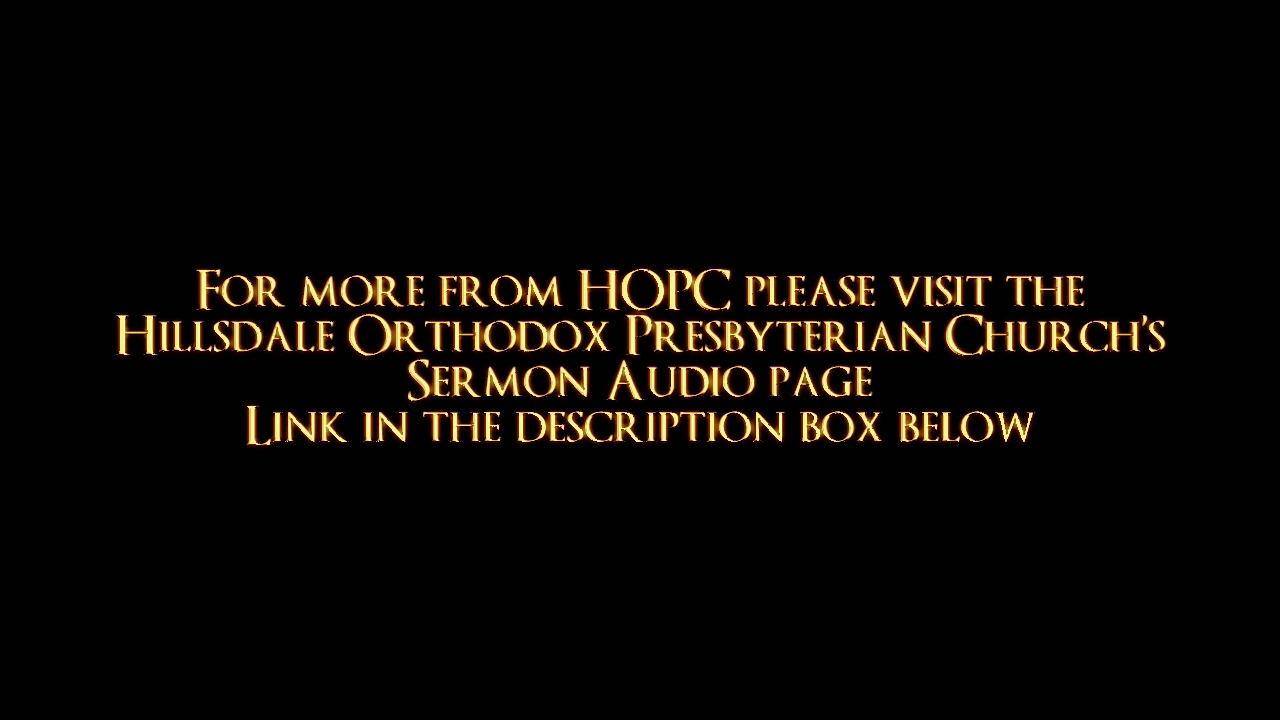 For more from HOPC please visit the
Hillsdale Orthodox Presbyterian Church's
Sermon Audio page
Link in the description box below